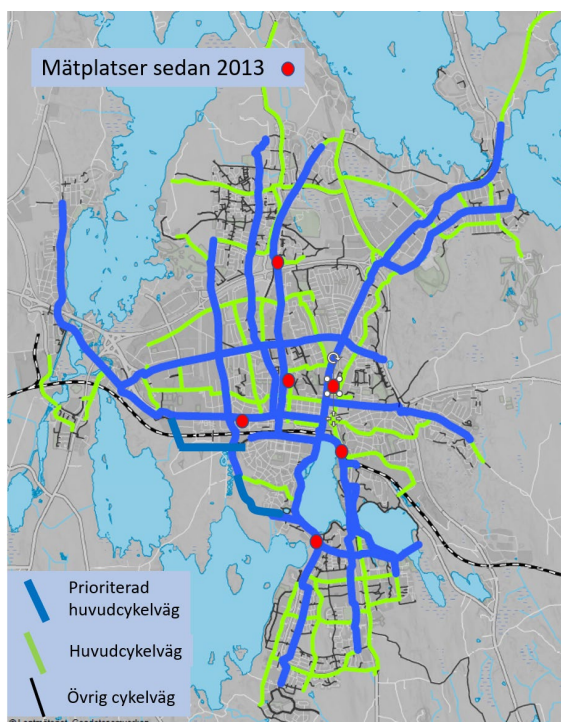 Mätplatser sedan 2013
Prioriterad
huvudcykelväg
Huvudcykelväg
Övrig cykelväg